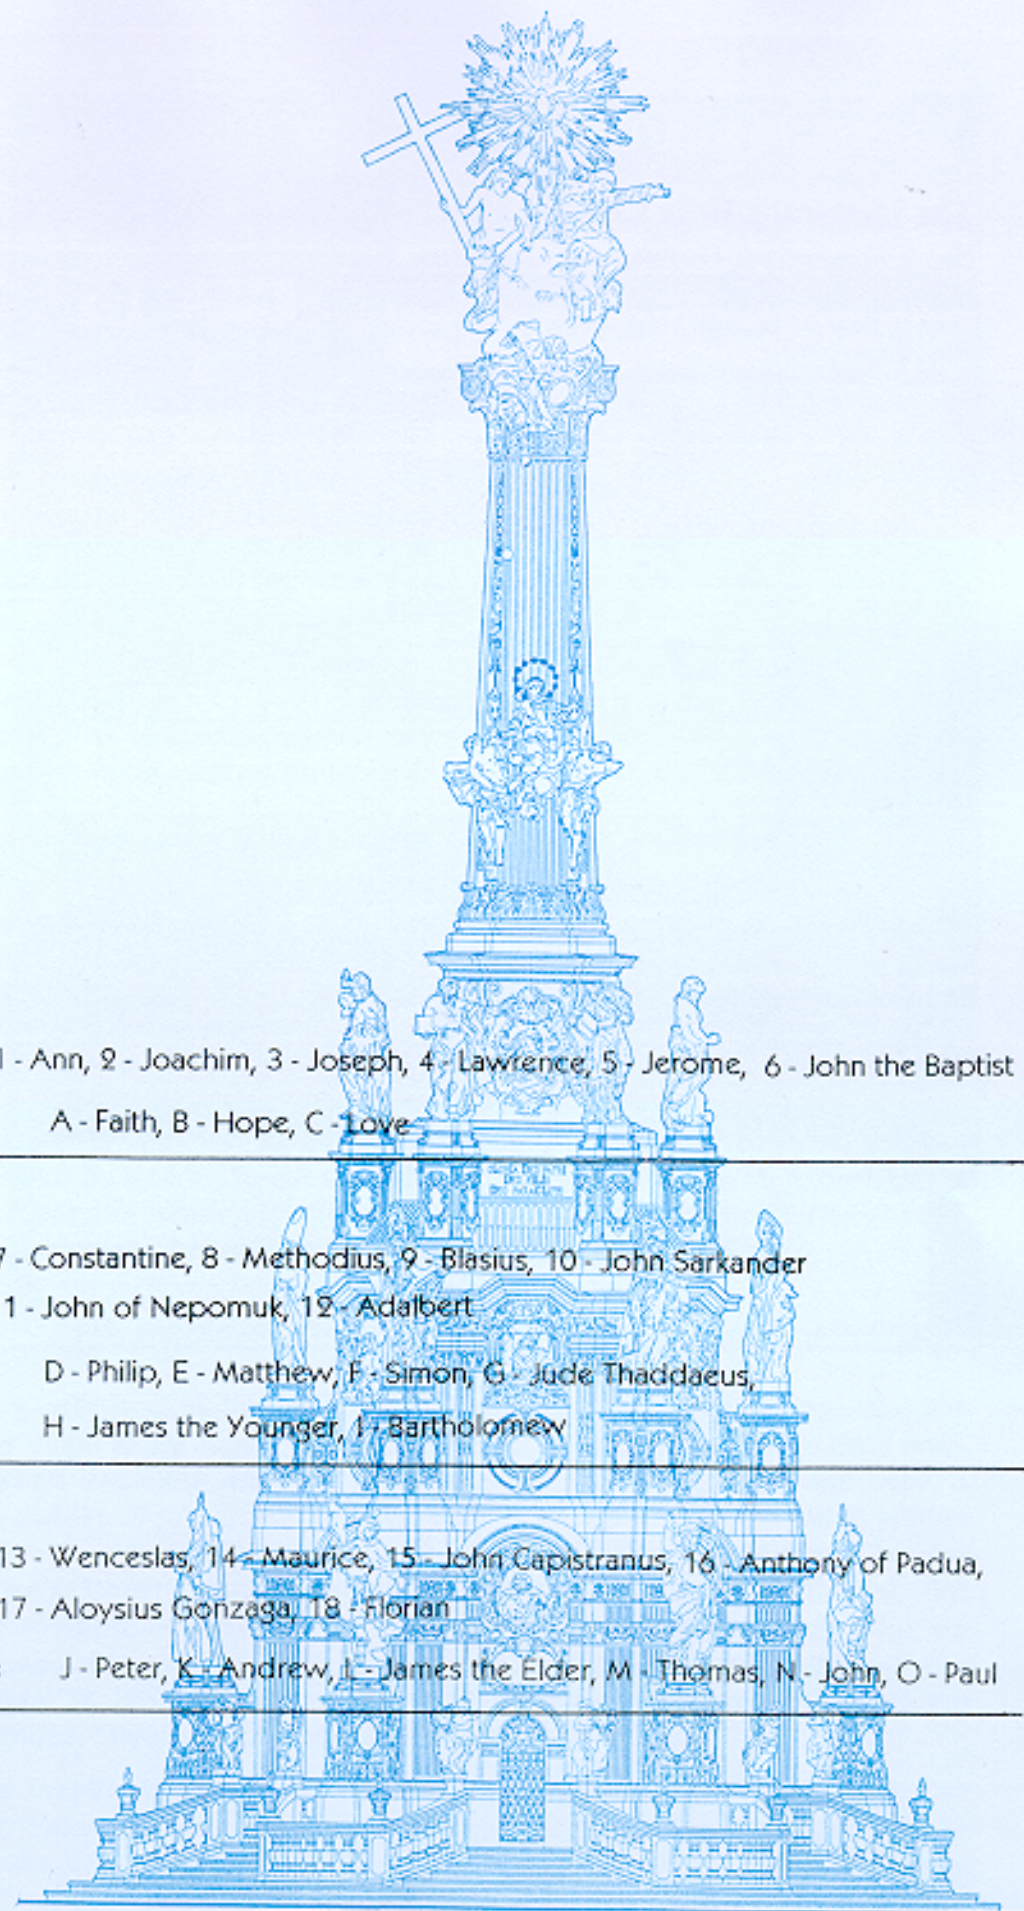 1 - Ann, 2 - Joachim, 3 - Joseph, 4 - Lawrence, 5 - Jerome, 6 - John the Baptist
A - Faith, B - Hope, C - Love
7 - Constantine, 8 - Methodius, 9 - Blasius, 10 - John Sarkander
1 - John of Nepomuk, 12 - Adalbert
D - Philip, E - Matthew, F - Simon, G - Jude Thaddaeus,
H - James the Younger, I - Bartholomew
13 - Wenceslas, 14 - Maurice, 15 - John Capistranus, 16 - Anthony of Padua,
17 - Aloysius Gonzaga, 18 - Florian
J - Peter, K - Andrew, L - James the Elder, M - Thomas, N - John, O - Paul